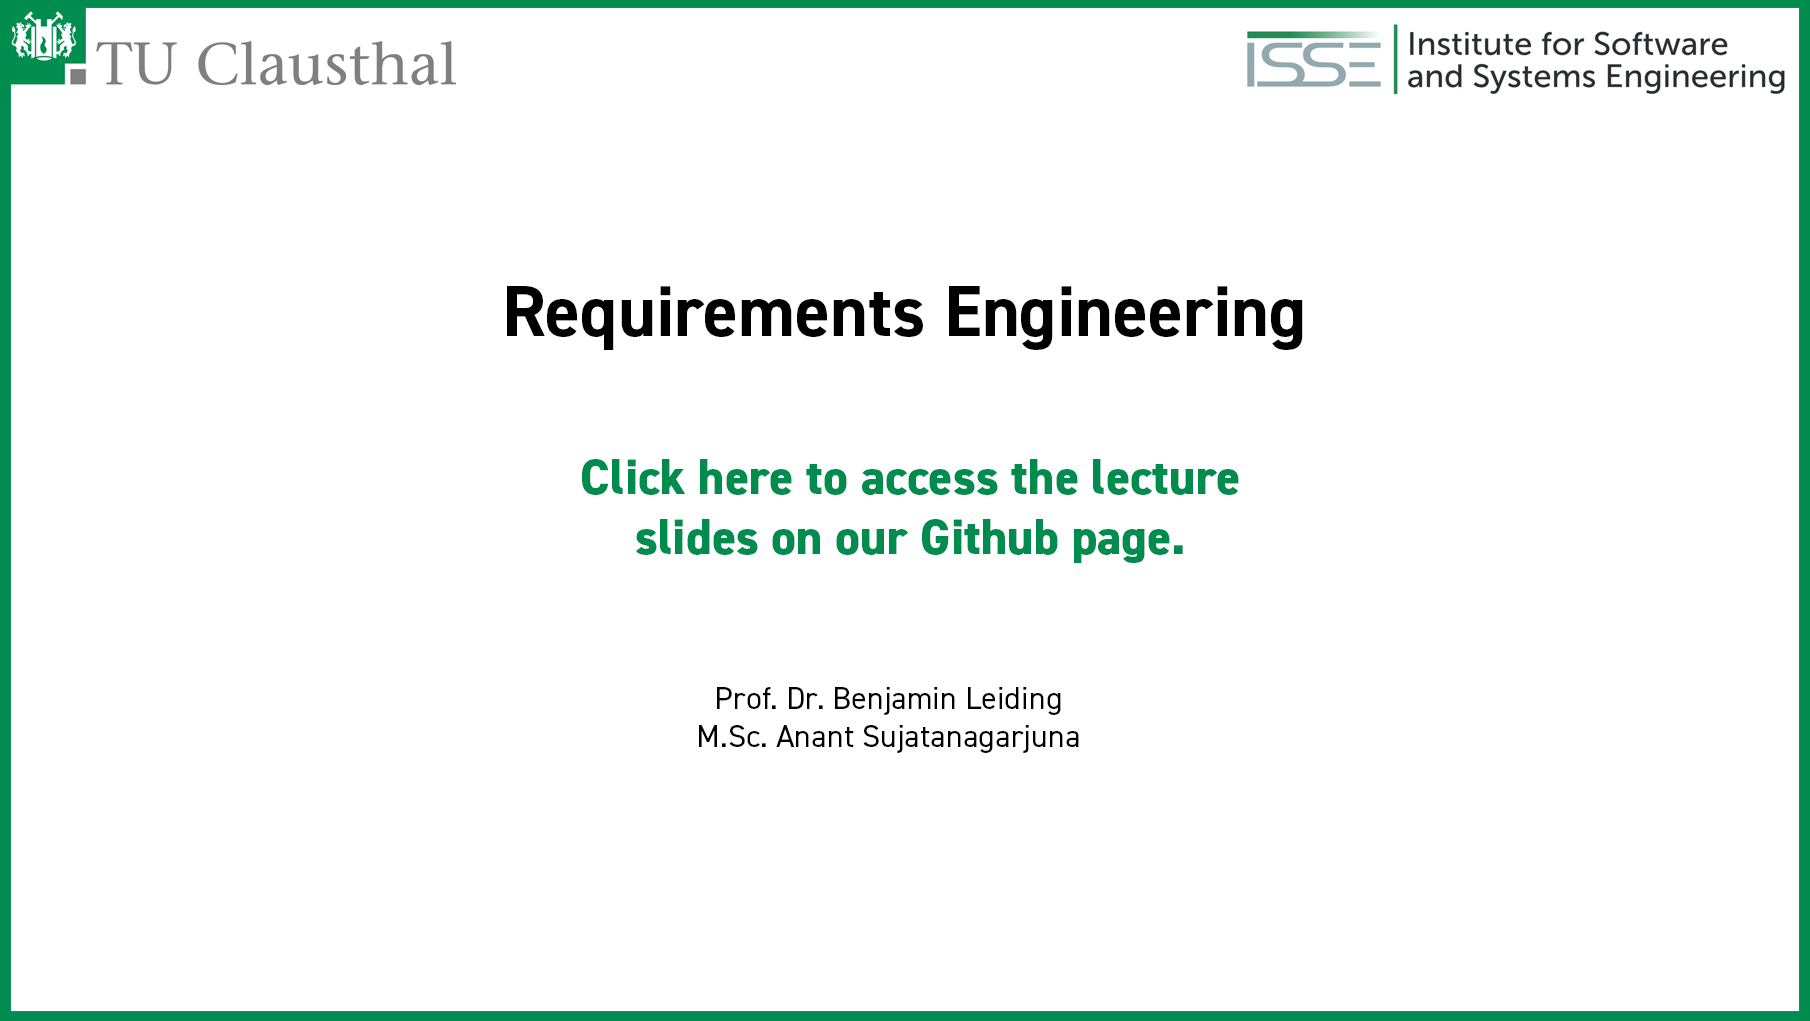 TU Clausthal
ISSE
Institute for Software
and Systems Engineering
Requirements Engineering
Click here to access the lecture
slides on our Github page.
Prof. Dr. Benjamin Leiding
M.Sc. Anant Sujatanagarjuna